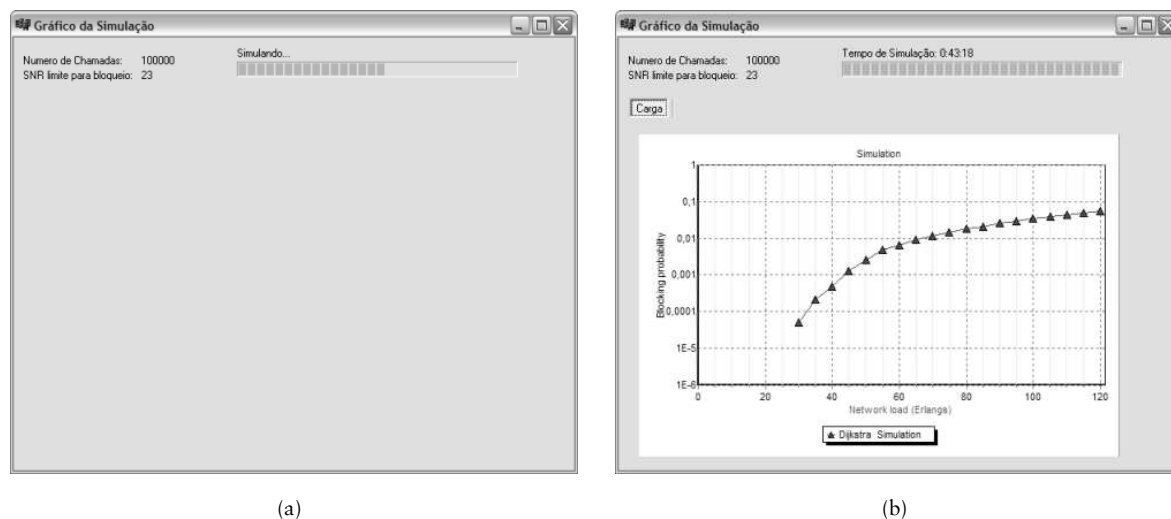 Gráfico da Simulação
Numero de Chamadas: 100000
SNR limite para bloqueio: 23
Simulando...
(a)
Gráfico da Simulação
Numero de Chamadas: 100000
SNR limite para bloqueio: 23
Tempo de Simulação: 0:43:18
Carga
Simulation
1
0,1
0,01
0,001
0,0001
1E-5
1E-6
Blocking probability
0 20 40 60 80 100 120
Network load (Erlangs)
Dijkstra Simulation
(b)